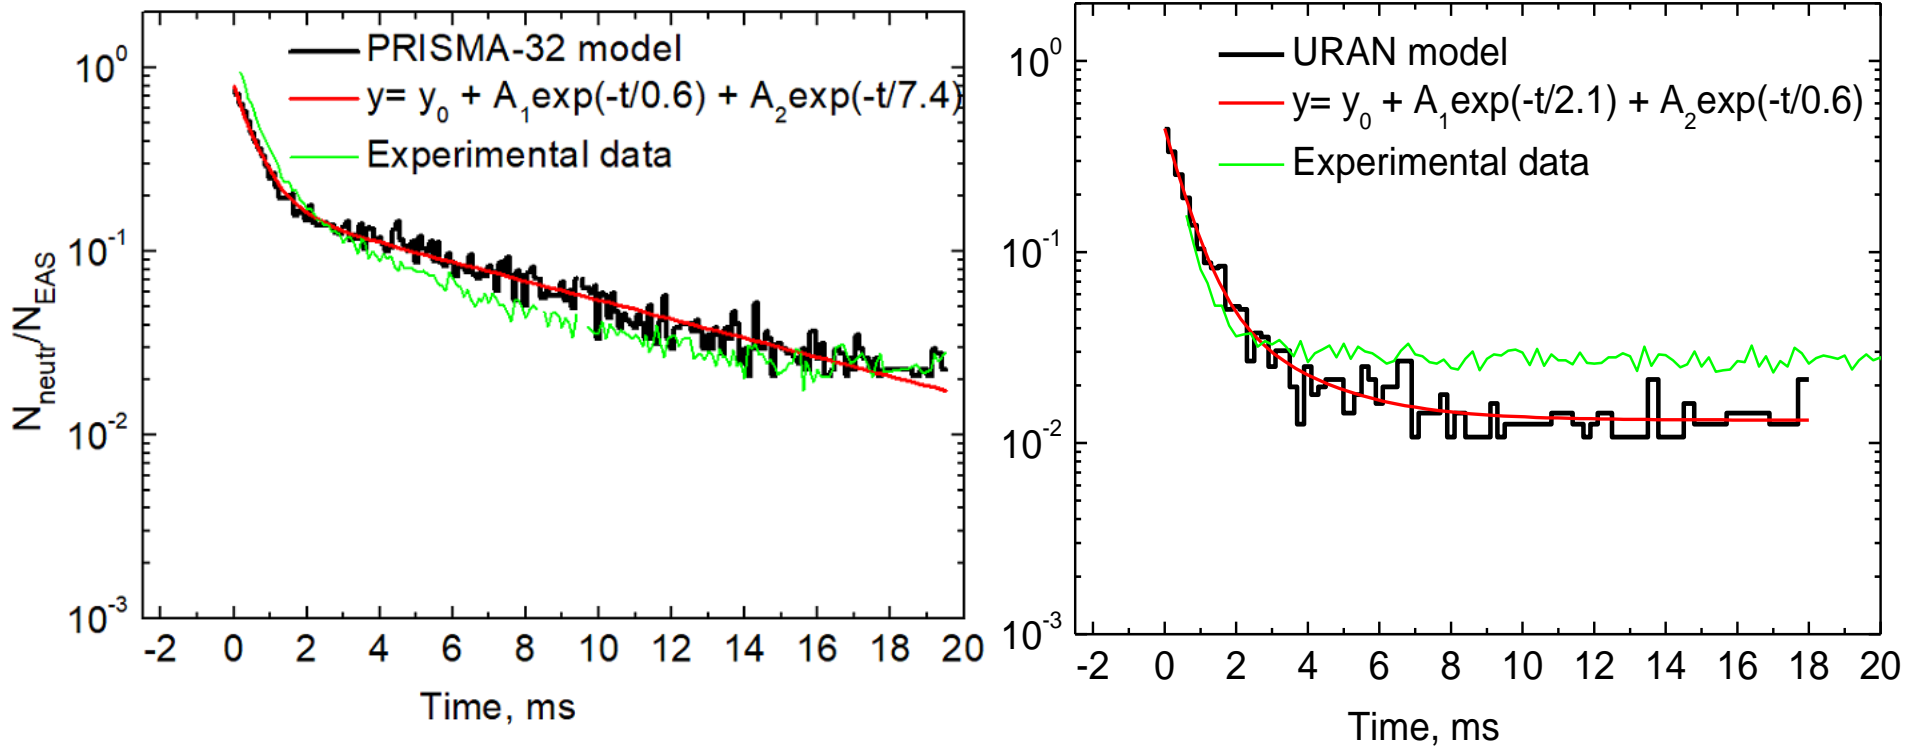 PRISMA-32 model
y= y₀ + A₁exp(-t/0.6) + A₂exp(-t/7.4)
Experimental data
10⁰
10⁻¹
10⁻²
10⁻³
N_neutr/N_EAS
-2 0 2 4 6 8 10 12 14 16 18 20
Time, ms
URAN model
y= y₀ + A₁exp(-t/2.1) + A₂exp(-t/0.6)
Experimental data
10⁰
10⁻¹
10⁻²
10⁻³
-2 0 2 4 6 8 10 12 14 16 18 20
Time, ms